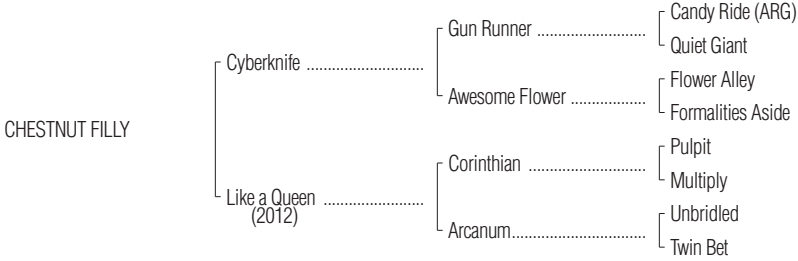 Candy Ride (ARG)
Gun Runner ..........................
Quiet Giant
Cyberknife ............................
Flower Alley
Awesome Flower ..................
Formalities Aside
CHESTNUT FILLY
Pulpit
Corinthian ............................
Multiply
Like a Queen ........................
(2012)
Unbridled
Arcanum................................
Twin Bet